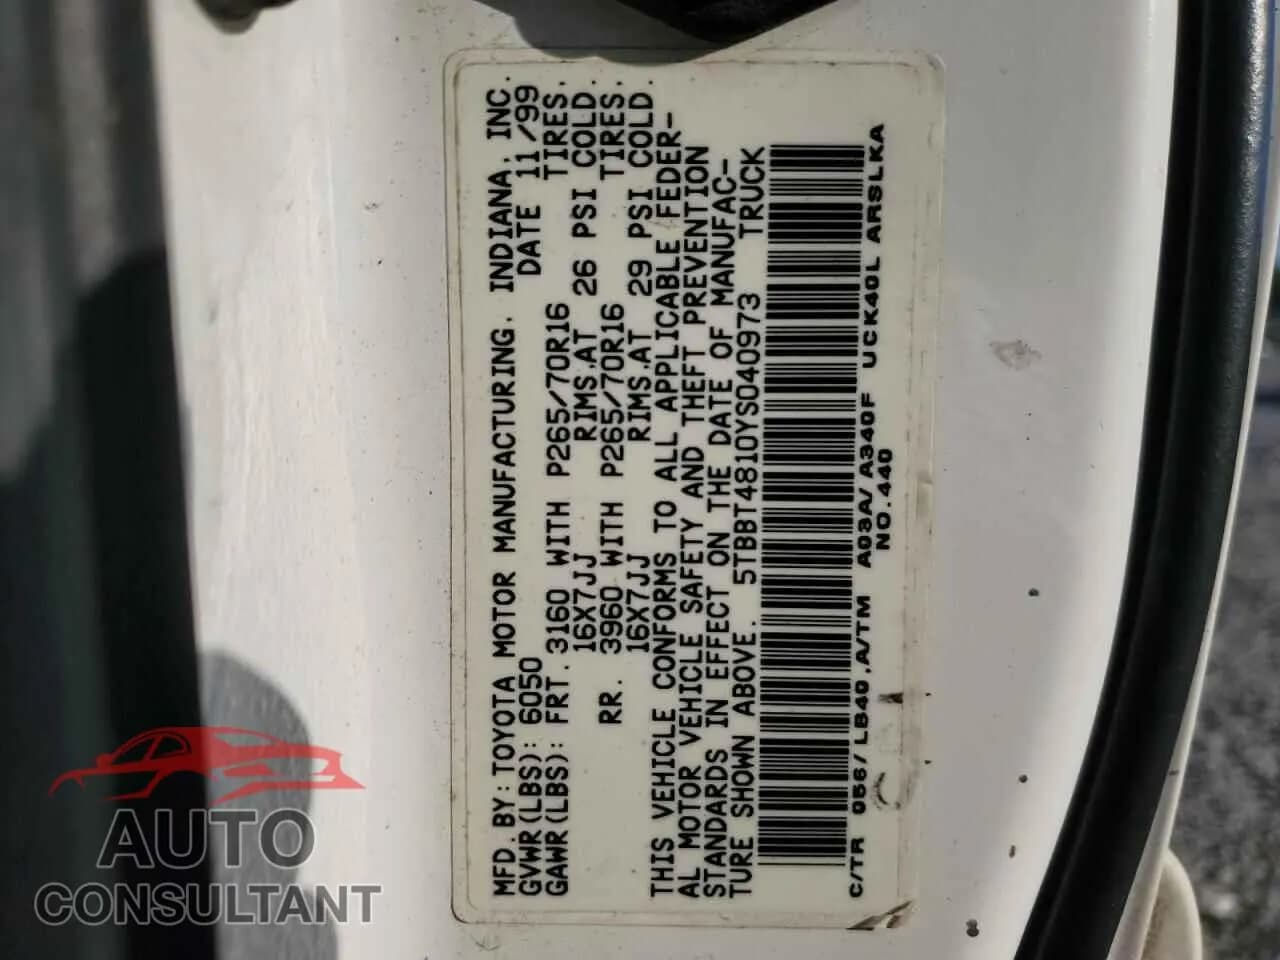 MFD. BY: TOYOTA MOTOR MANUFACTURING, INDIANA, INC.
GVWR(LBS): 6050 DATE 11/99
GAWR(LBS): FRT. 3160 WITH P265/70R16 TIRES.
16X7JJ RIMS.AT 26 PSI COLD.
RR. 3960 WITH P265/70R16 TIRES.
16X7JJ RIMS.AT 29 PSI COLD.
THIS VEHICLE CONFORMS TO ALL APPLICABLE FEDER-
AL MOTOR VEHICLE SAFETY AND THEFT PREVENTION
STANDARDS IN EFFECT ON THE DATE OF MANUFAC-
TURE SHOWN ABOVE. 5TBBT4810YS040973 TRUCK
C/TR 056/LB40,A/TM A03A/A340F UCK40L ARSLKA
NO.440
AUTO
CONSULTANT